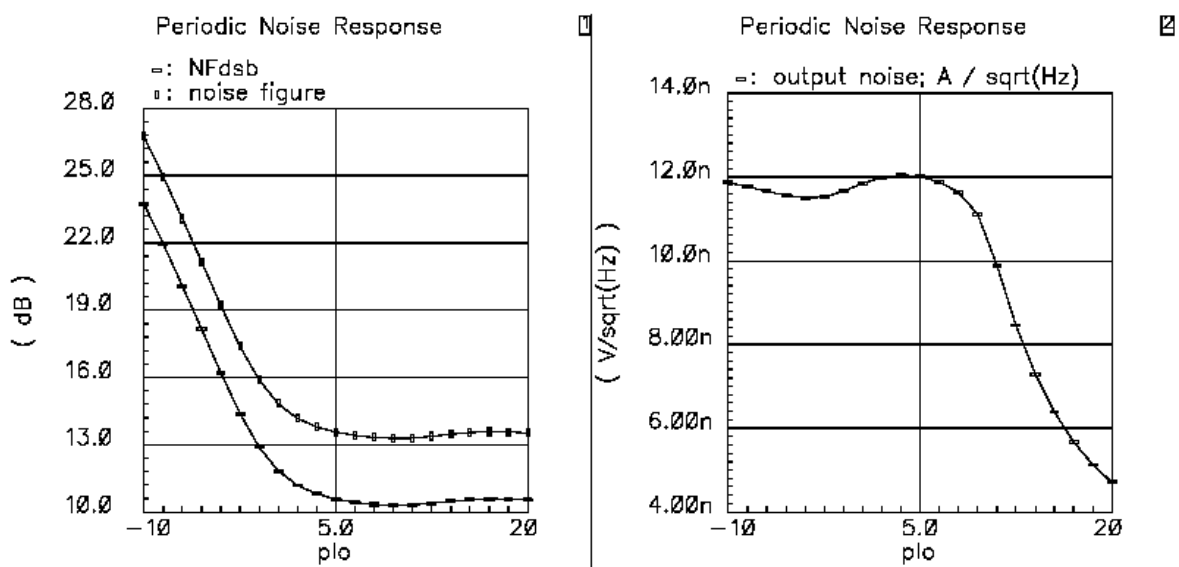 Periodic Noise Response
1
▭: NFdsb
▯: noise figure
28.0
25.0
22.0
19.0
16.0
13.0
10.0
( dB )
-10
5.0
20
plo
Periodic Noise Response
2
▭: output noise; A / sqrt(Hz)
14.0n
12.0n
10.0n
8.00n
6.00n
4.00n
( V/sqrt(Hz) )
-10
5.0
20
plo